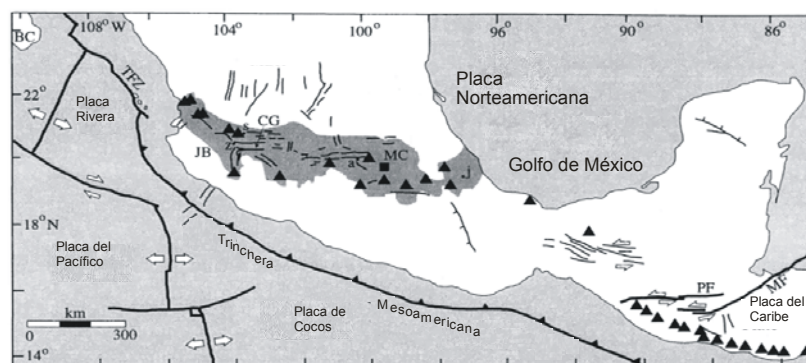 108° W
104°
100°
96°
90°
86°
BC
TFZ
Placa
Rivera
22°
Placa
Norteamericana
CG
JB
MC
a
j
Golfo de México
18°N
Placa del
Pacífico
Trinchera
Mesoamericana
PF
MF
Placa del
Caribe
km
0
300
Placa de
Cocos
14°